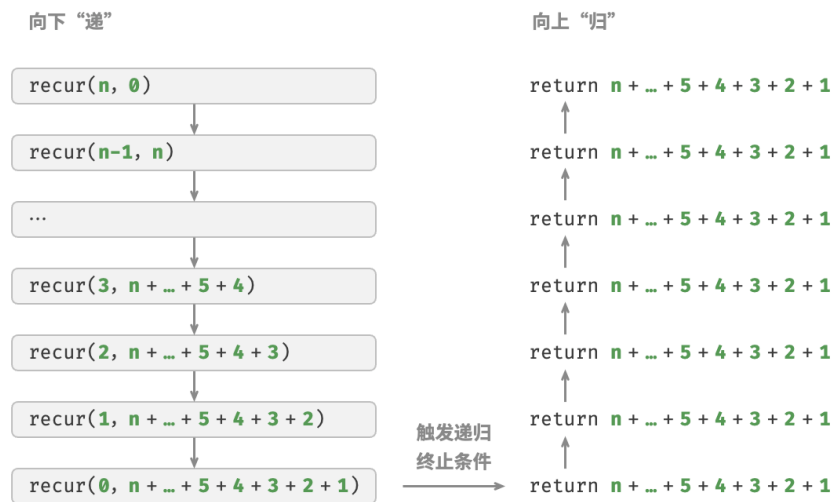 向下“递”
recur(n, 0)
recur(n-1, n)
…
recur(3, n + … + 5 + 4)
recur(2, n + … + 5 + 4 + 3)
recur(1, n + … + 5 + 4 + 3 + 2)
recur(0, n + … + 5 + 4 + 3 + 2 + 1)
触发递归
终止条件
向上“归”
return n + … + 5 + 4 + 3 + 2 + 1
return n + … + 5 + 4 + 3 + 2 + 1
return n + … + 5 + 4 + 3 + 2 + 1
return n + … + 5 + 4 + 3 + 2 + 1
return n + … + 5 + 4 + 3 + 2 + 1
return n + … + 5 + 4 + 3 + 2 + 1
return n + … + 5 + 4 + 3 + 2 + 1